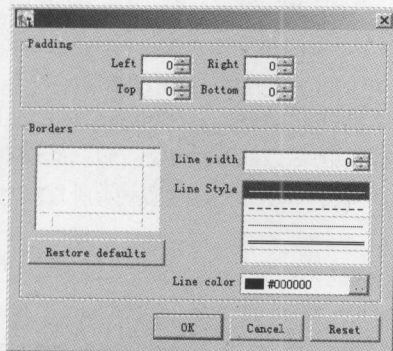 Padding
Left 0 Right 0
Top 0 Bottom 0
Borders
Line width 0
Line Style
Restore defaults
Line color #000000 ..
OK Cancel Reset